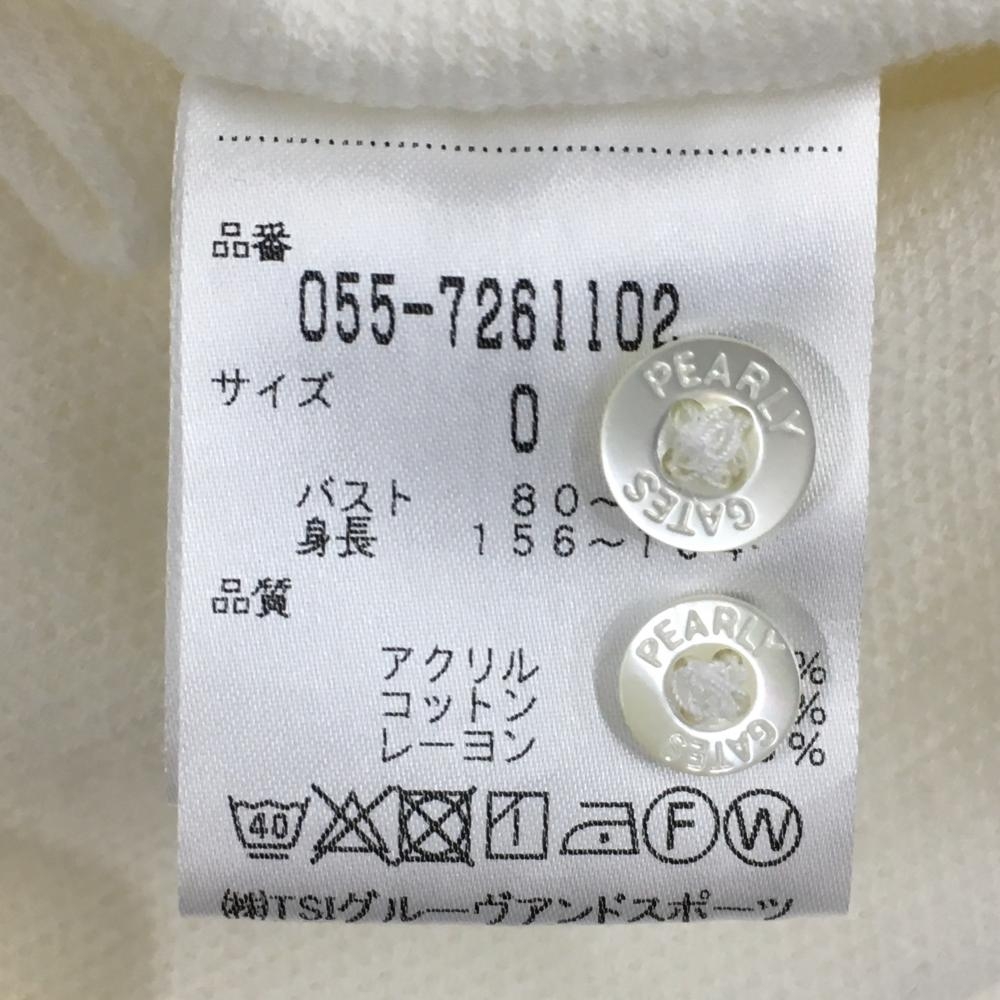 品番
055-7261102
サイズ
0
バスト 80~
身長 156~
品質
アクリル %
コットン %
レーヨン %
40 1 F W
㈱TSIグルーヴアンドスポーツ
PEARLY
GATES
PEARLY
GATES